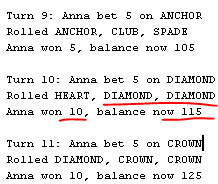 Turn 9: Anna bet 5 on ANCHOR
Rolled ANCHOR, CLUB, SPADE
Anna won 5, balance now 105
Turn 10: Anna bet 5 on DIAMOND
Rolled HEART, DIAMOND, DIAMOND
Anna won 10, balance now 115
Turn 11: Anna bet 5 on CROWN
Rolled DIAMOND, CROWN, CROWN
Anna won 10, balance now 125